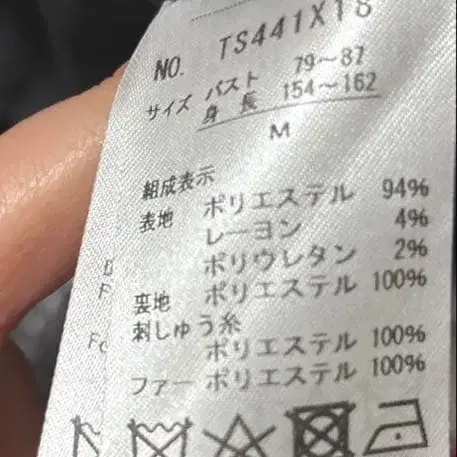 NO. TS441X18
サイズ バスト 79～87
身長 154～162
M
組成表示
表地 ポリエステル 94%
レーヨン 4%
ポリウレタン 2%
裏地 ポリエステル 100%
刺しゅう糸
ポリエステル 100%
ファー ポリエステル 100%